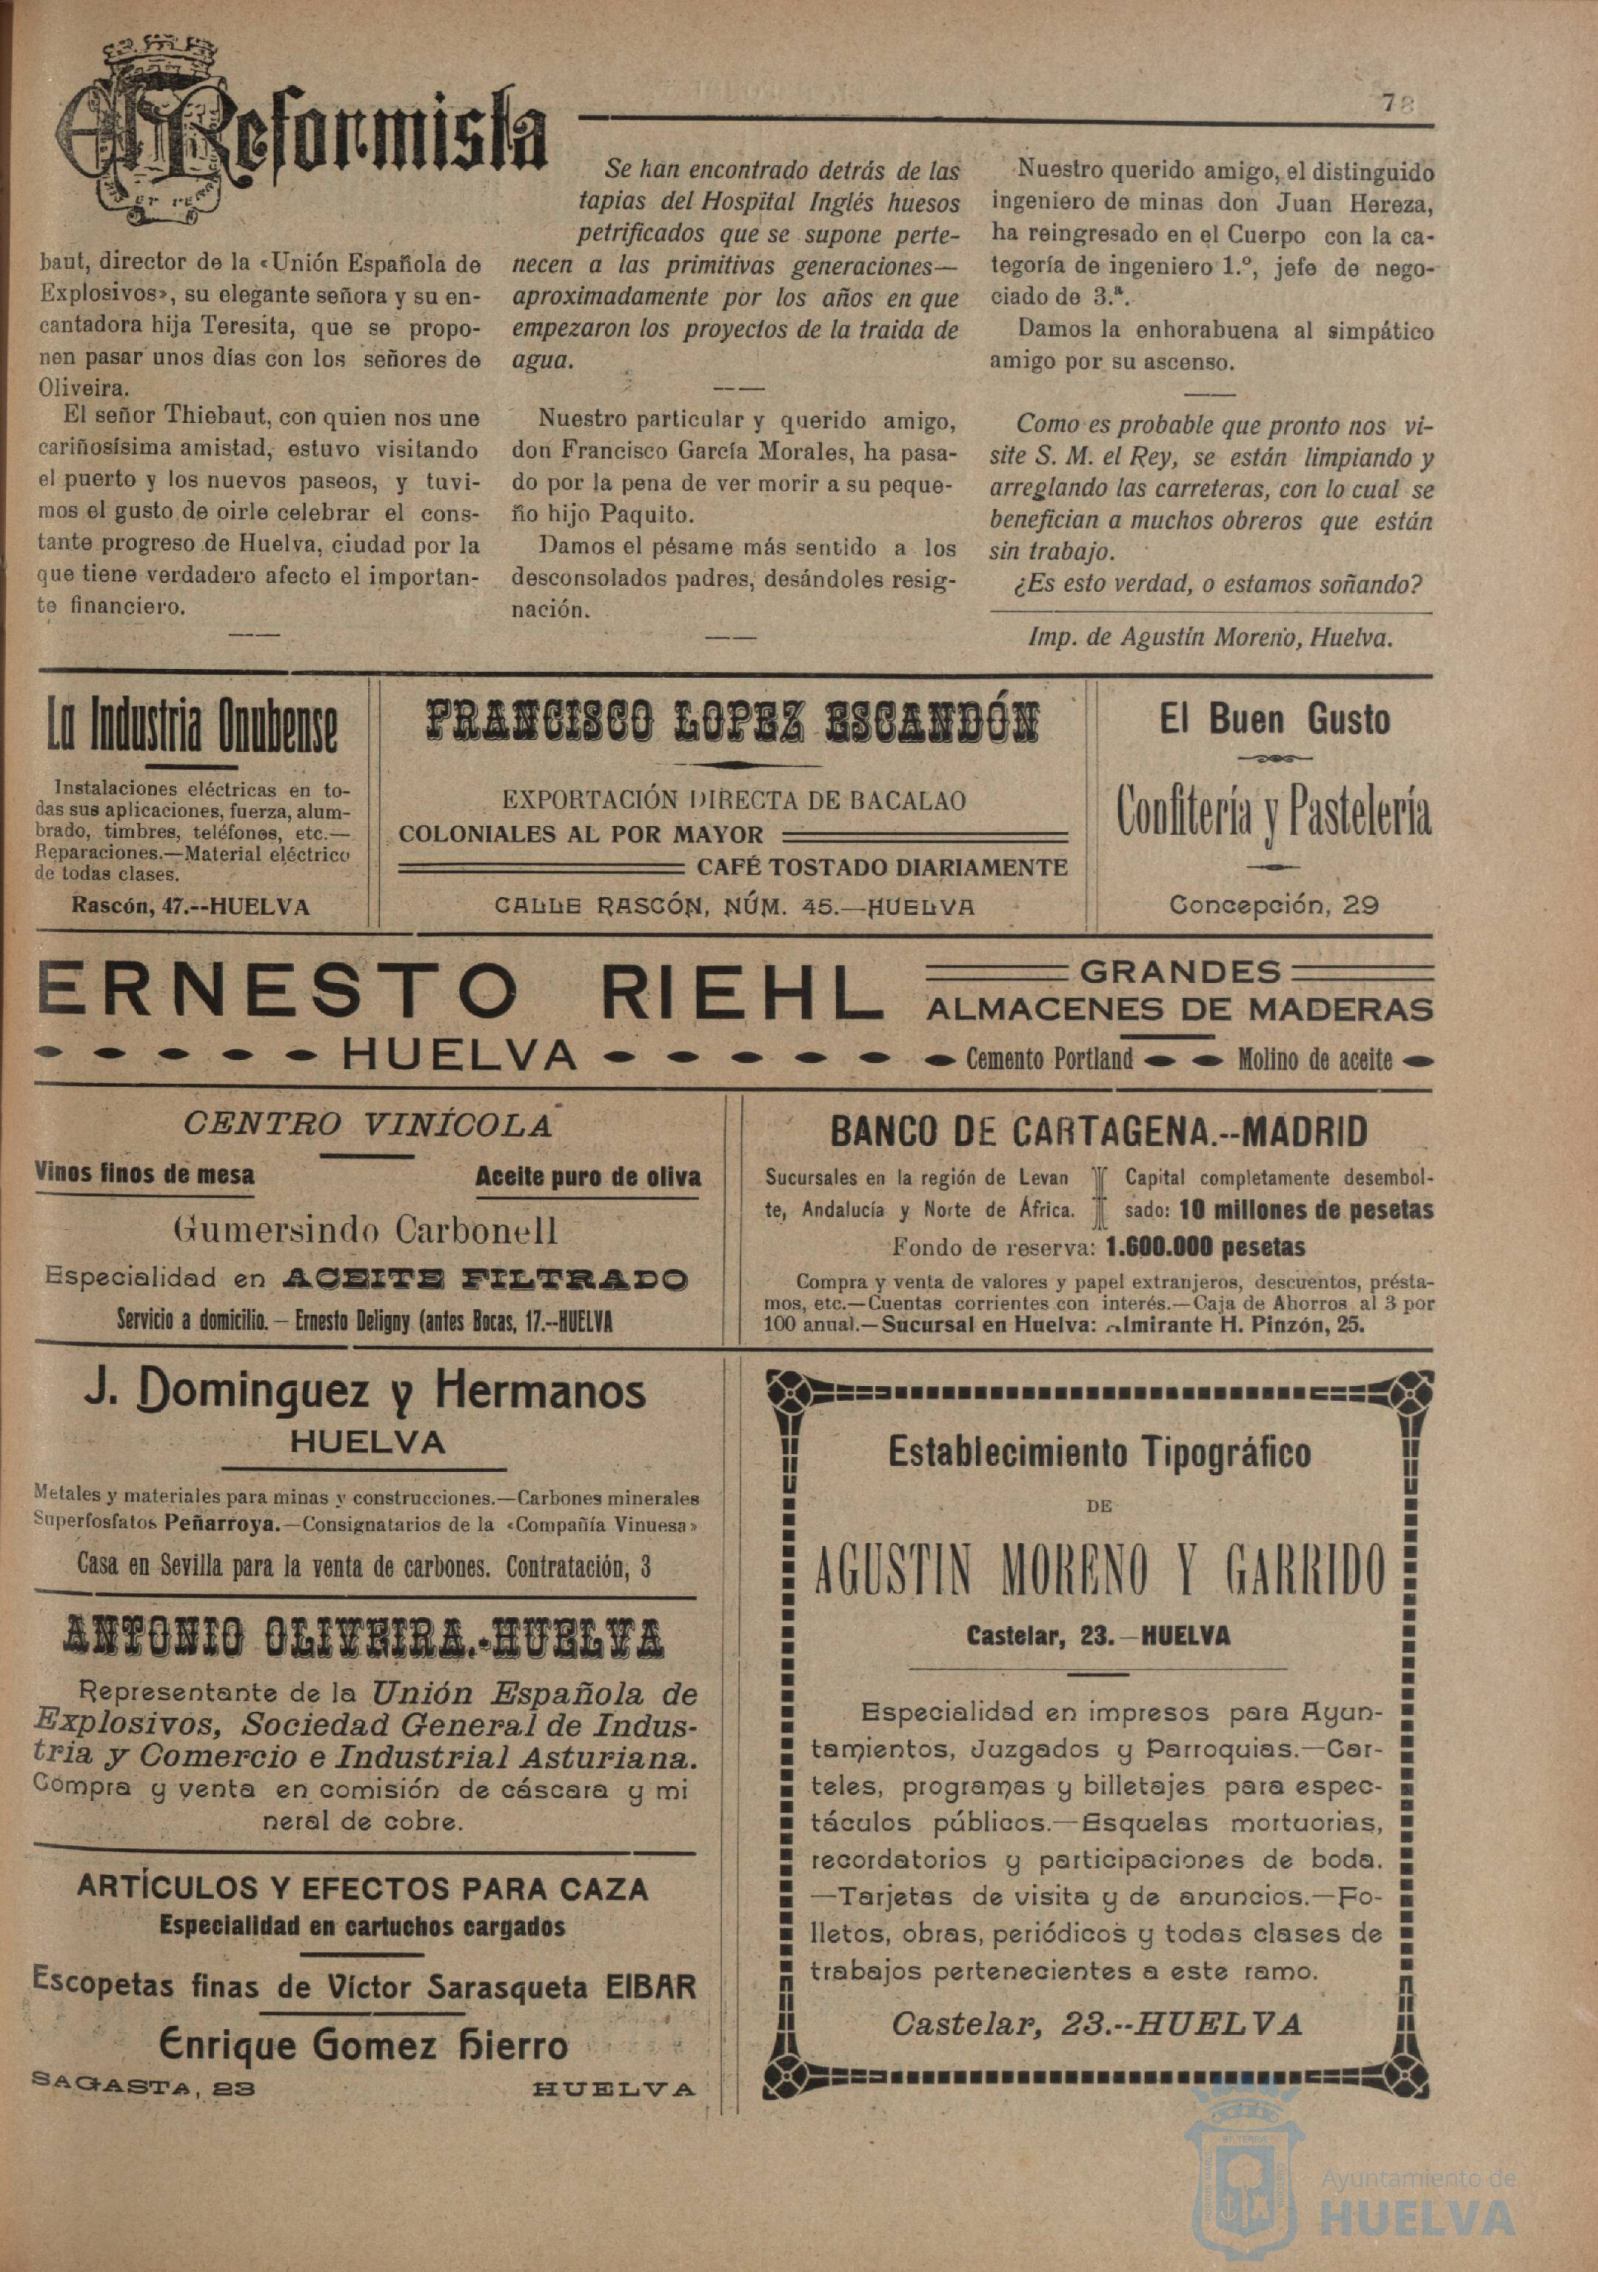 El Reformista
78
baut, director de la «Unión Española de
Explosivos», su elegante señora y su en-
cantadora hija Teresita, que se propo-
nen pasar unos días con los señores de
Oliveira.
El señor Thiebaut, con quien nos une
cariñosísima amistad, estuvo visitando
el puerto y los nuevos paseos, y tuvi-
mos el gusto de oirle celebrar el cons-
tante progreso de Huelva, ciudad por la
que tiene verdadero afecto el importan-
te financiero.
Se han encontrado detrás de las
tapias del Hospital Inglés huesos
petrificados que se supone perte-
necen a las primitivas generaciones—
aproximadamente por los años en que
empezaron los proyectos de la traida de
agua.
Nuestro particular y querido amigo,
don Francisco García Morales, ha pasa-
do por la pena de ver morir a su peque-
ño hijo Paquito.
Damos el pésame más sentido a los
desconsolados padres, desándoles resig-
nación.
Nuestro querido amigo, el distinguido
ingeniero de minas don Juan Hereza,
ha reingresado en el Cuerpo con la ca-
tegoría de ingeniero 1.º, jefe de nego-
ciado de 3.ª.
Damos la enhorabuena al simpático
amigo por su ascenso.
Como es probable que pronto nos vi-
site S. M. el Rey, se están limpiando y
arreglando las carreteras, con lo cual se
benefician a muchos obreros que están
sin trabajo.
¿Es esto verdad, o estamos soñando?
Imp. de Agustín Moreno, Huelva.
La Industria Onubense
Instalaciones eléctricas en to-
das sus aplicaciones, fuerza, alum-
brado, timbres, teléfonos, etc.—
Reparaciones.—Material eléctrico
de todas clases.
Rascón, 47.--HUELVA
FRANCISCO LOPEZ ESCANDÓN
EXPORTACIÓN DIRECTA DE BACALAO
COLONIALES AL POR MAYOR
CAFÉ TOSTADO DIARIAMENTE
CALLE RASCÓN, NÚM. 45.—HUELVA
El Buen Gusto
Confitería y Pastelería
Concepción, 29
ERNESTO RIEHL
HUELVA
GRANDES
ALMACENES DE MADERAS
Cemento Portland Molino de aceite
CENTRO VINÍCOLA
Vinos finos de mesa Aceite puro de oliva
Gumersindo Carbonell
Especialidad en ACEITE FILTRADO
Servicio a domicilio. — Ernesto Deligny (antes Bocas, 17.--HUELVA
BANCO DE CARTAGENA.--MADRID
Sucursales en la región de Levan
te, Andalucía y Norte de África.
Capital completamente desembol-
sado: 10 millones de pesetas
Fondo de reserva: 1.600.000 pesetas
Compra y venta de valores y papel extranjeros, descuentos, présta-
mos, etc.—Cuentas corrientes con interés.—Caja de Ahorros al 3 por
100 anual.—Sucursal en Huelva: Almirante H. Pinzón, 25.
J. Dominguez y Hermanos
HUELVA
Metales y materiales para minas y construcciones.—Carbones minerales
Superfosfatos Peñarroya.—Consignatarios de la «Compañía Vinuesa»
Casa en Sevilla para la venta de carbones. Contratación, 3
ANTONIO OLIVEIRA.-HUELVA
Representante de la Unión Española de
Explosivos, Sociedad General de Indus-
tria y Comercio e Industrial Asturiana.
Compra y venta en comisión de cáscara y mi
neral de cobre.
ARTÍCULOS Y EFECTOS PARA CAZA
Especialidad en cartuchos cargados
Escopetas finas de Víctor Sarasqueta EIBAR
Enrique Gomez Hierro
SAGASTA, 23 HUELVA
Establecimiento Tipográfico
DE
AGUSTIN MORENO Y GARRIDO
Castelar, 23.—HUELVA
Especialidad en impresos para Ayun-
tamientos, Juzgados y Parroquias.—Car-
teles, programas y billetajes para espec-
táculos públicos.—Esquelas mortuorias,
recordatorios y participaciones de boda.
—Tarjetas de visita y de anuncios.—Fo-
lletos, obras, periódicos y todas clases de
trabajos pertenecientes a este ramo.
Castelar, 23.--HUELVA
Ayuntamiento de
HUELVA